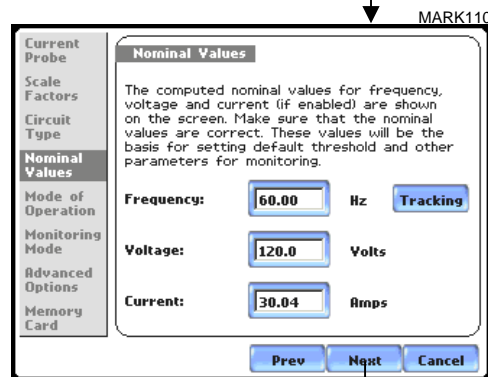 MARK110
Current
Probe
Scale
Factors
Circuit
Type
Nominal
Values
Mode of
Operation
Monitoring
Mode
Advanced
Options
Memory
Card
Nominal Values
The computed nominal values for frequency,
voltage and current (if enabled) are shown
on the screen. Make sure that the nominal
values are correct. These values will be the
basis for setting default threshold and other
parameters for monitoring.
Frequency: 60.00 Hz Tracking
Voltage: 120.0 Volts
Current: 30.04 Amps
Prev Next Cancel